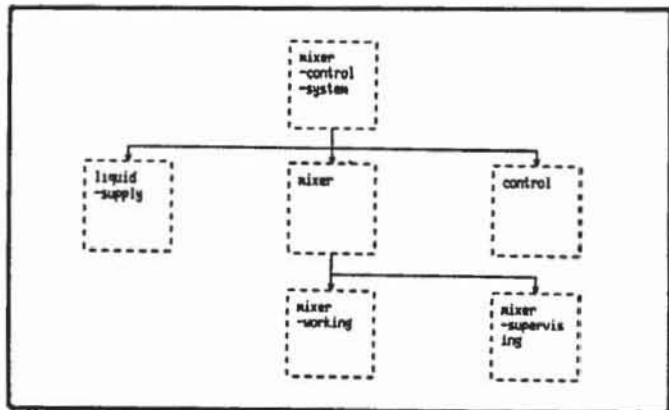 mixer
-control
-system
liquid
-supply
mixer
control
mixer
-working
mixer
-supervis
ing